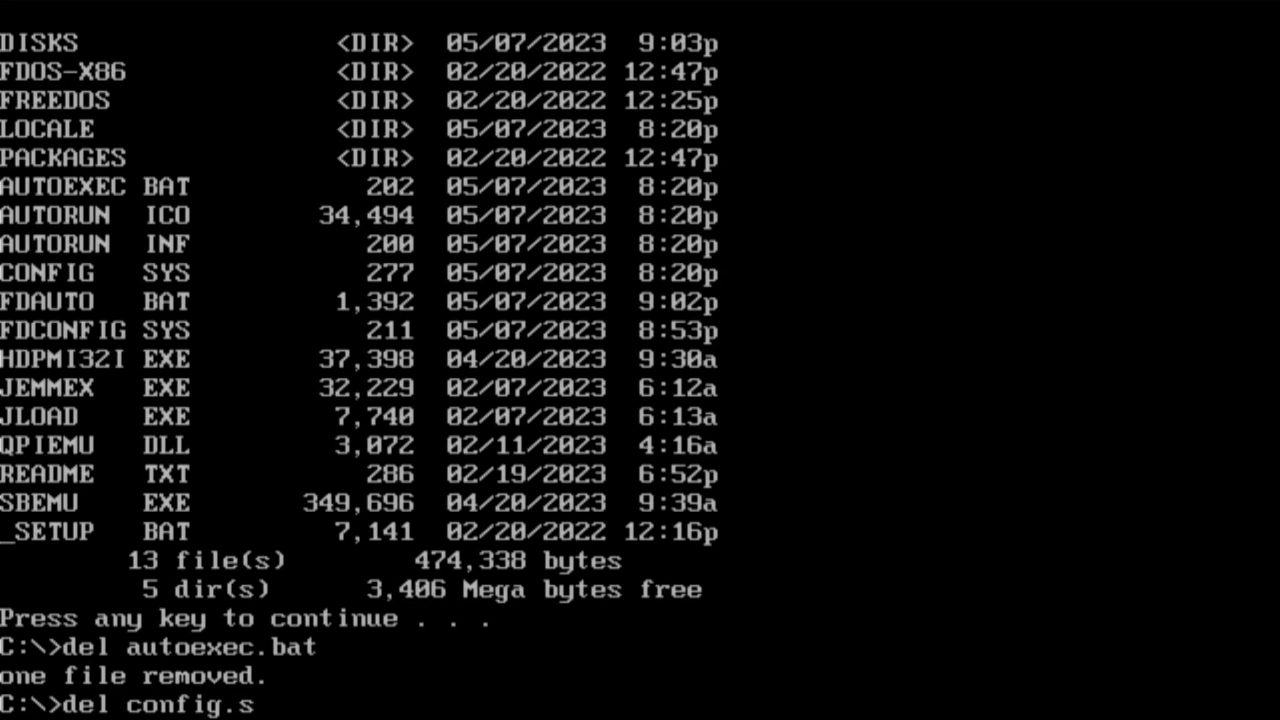 DISKS <DIR> 05/07/2023 9:03p
FDOS-X86 <DIR> 02/20/2022 12:47p
FREEDOS <DIR> 02/20/2022 12:25p
LOCALE <DIR> 05/07/2023 8:20p
PACKAGES <DIR> 02/20/2022 12:47p
AUTOEXEC BAT 202 05/07/2023 8:20p
AUTORUN ICO 34,494 05/07/2023 8:20p
AUTORUN INF 200 05/07/2023 8:20p
CONFIG SYS 277 05/07/2023 8:20p
FDAUTO BAT 1,392 05/07/2023 9:02p
FDCONFIG SYS 211 05/07/2023 8:53p
HDPMI32I EXE 37,398 04/20/2023 9:30a
JEMMEX EXE 32,229 02/07/2023 6:12a
JLOAD EXE 7,740 02/07/2023 6:13a
QPIEMU DLL 3,072 02/11/2023 4:16a
README TXT 286 02/19/2023 6:52p
SBEMU EXE 349,696 04/20/2023 9:39a
_SETUP BAT 7,141 02/20/2022 12:16p
13 file(s) 474,338 bytes
5 dir(s) 3,406 Mega bytes free
Press any key to continue . . .
C:\>del autoexec.bat
one file removed.
C:\>del config.s